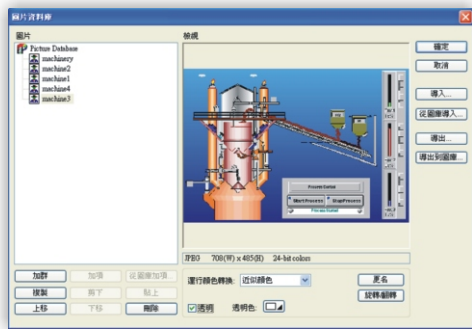 圖片資料庫
圖片
Picture Database
machinery
machine2
machine1
machine4
machine3
檢視
確定
取消
導入...
從圖庫導入...
導出...
導出到圖庫...
Process Control
Start Process
Stop Process
JPEG 708(W) x 485(H) 24-bit colors
加群
加項
從圖庫加項...
複製
剪下
貼上
上移
下移
刪除
運行顏色轉換: 近似顏色
透明
透明色:
更名
旋轉/翻轉